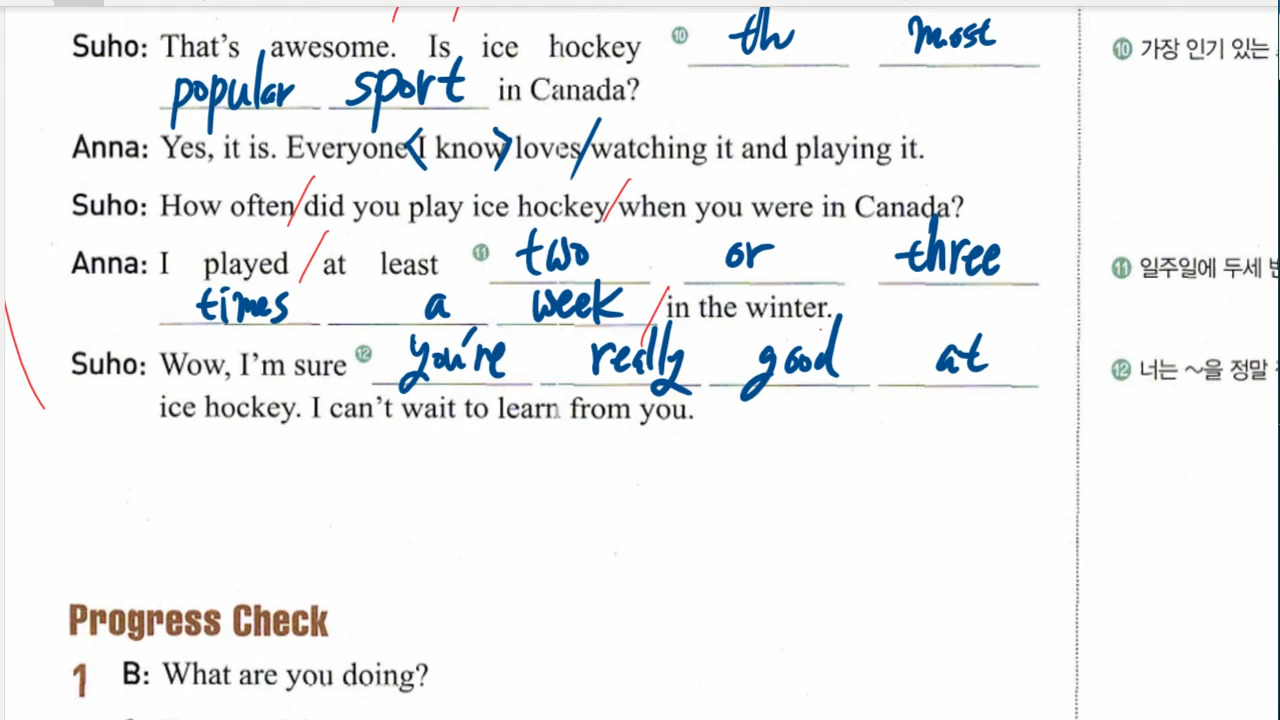 Suho: That's awesome. Is ice hockey ⑩ th most
popular sport in Canada?
Anna: Yes, it is. Everyone <I know> loves/watching it and playing it.
Suho: How often/did you play ice hockey/when you were in Canada?
Anna: I played / at least ⑪ two or three
times a week /in the winter.
Suho: Wow, I'm sure ⑫ you're really good at
ice hockey. I can't wait to learn from you.
⑩ 가장 인기 있는
⑪ 일주일에 두세
⑫ 너는 ~을 정말
Progress Check
1 B: What are you doing?